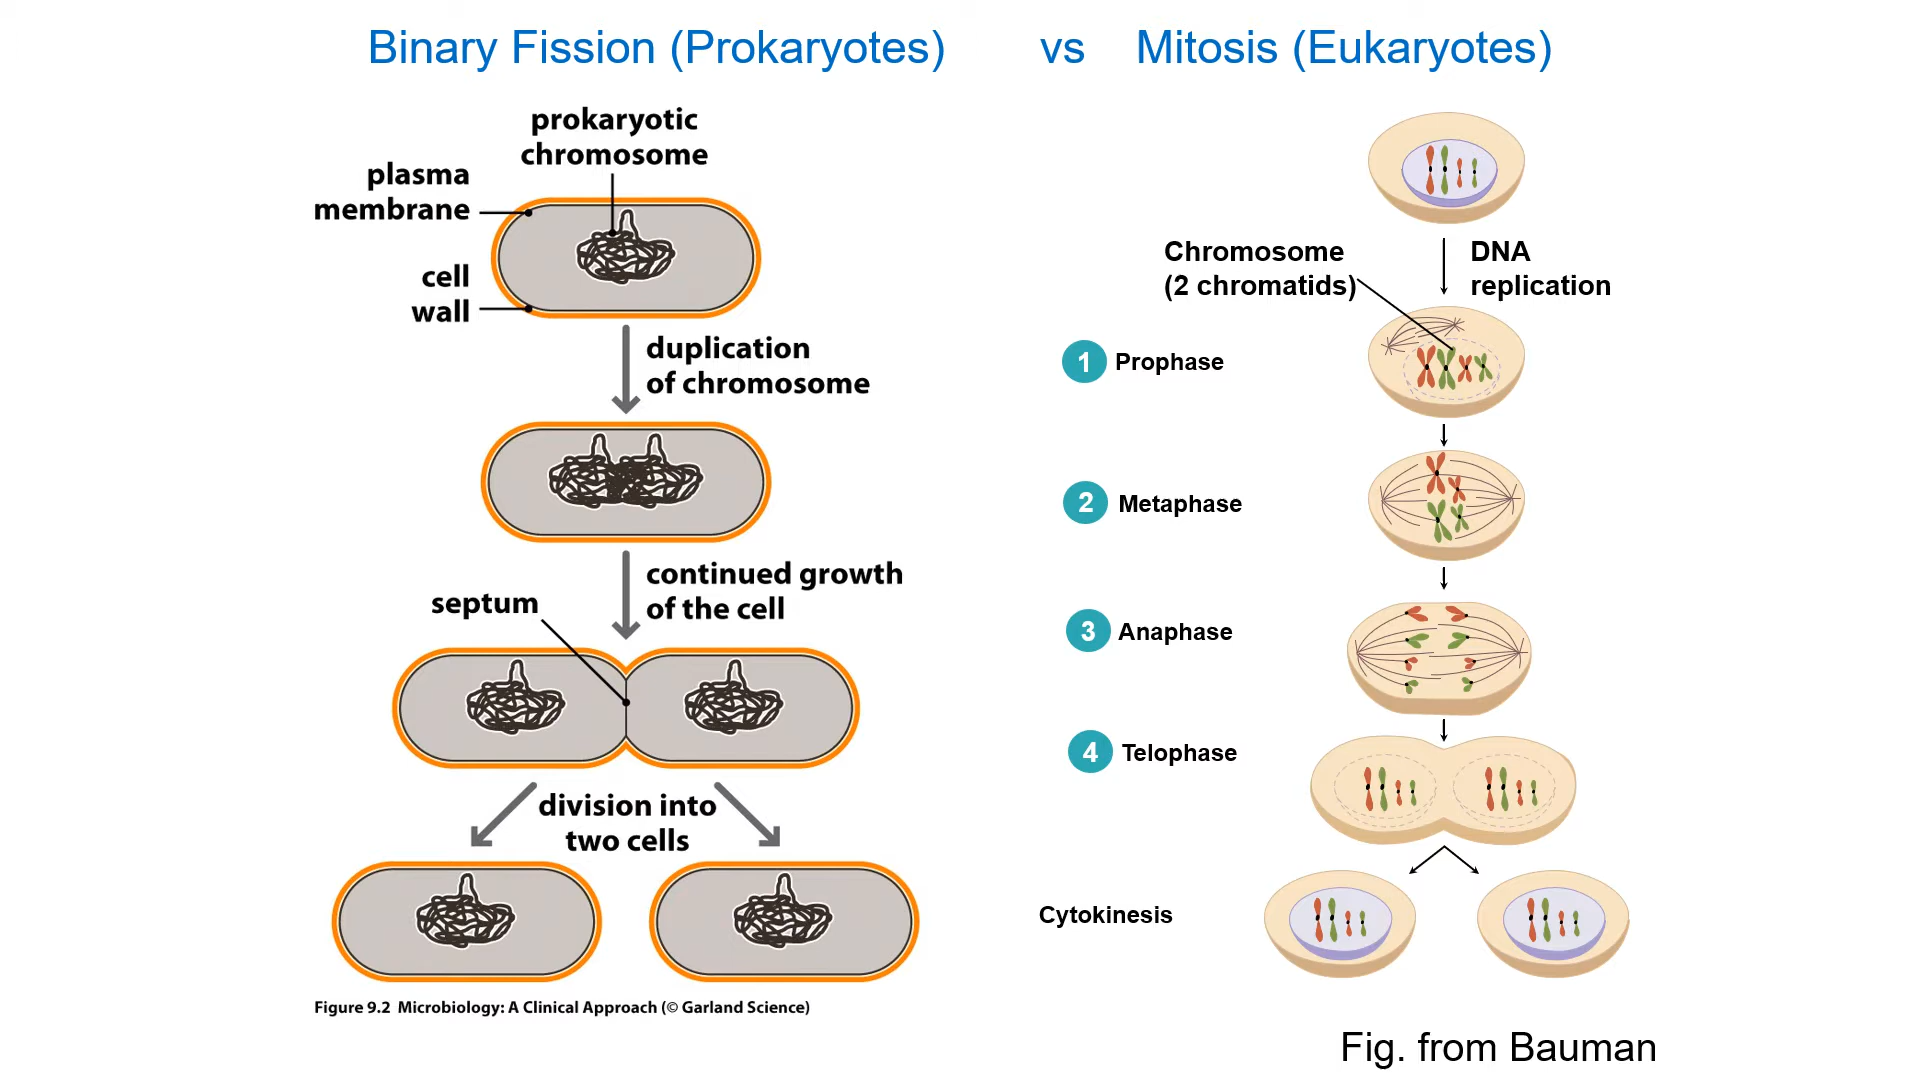 Binary Fission (Prokaryotes) vs Mitosis (Eukaryotes)
prokaryotic
chromosome
plasma
membrane
cell
wall
duplication
of chromosome
continued growth
of the cell
septum
division into
two cells
Figure 9.2 Microbiology: A Clinical Approach (© Garland Science)
Chromosome
(2 chromatids)
DNA
replication
1 Prophase
2 Metaphase
3 Anaphase
4 Telophase
Cytokinesis
Fig. from Bauman